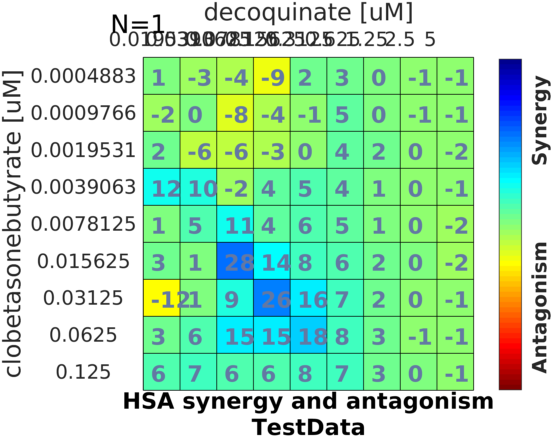 decoquinate [uM]
N=1
2.5 5
0.0004883 1 -3 -4 -9 2 3 0 -1 -1
0.0009766 -2 0 -8 -4 -1 5 0 -1 -1
0.0019531 2 -6 -6 -3 0 4 2 0 -2
0.0039063 12 10 -2 4 5 4 1 0 -1
0.0078125 1 5 11 4 6 5 1 0 -2
0.015625 3 1 28 14 8 6 2 0 -2
0.03125 -12 1 9 26 16 7 2 0 -1
0.0625 3 6 15 15 18 8 3 -1 -1
0.125 6 7 6 6 8 7 3 0 -1
clobetasonebutyrate [uM]
Synergy
Antagonism
HSA synergy and antagonism
TestData